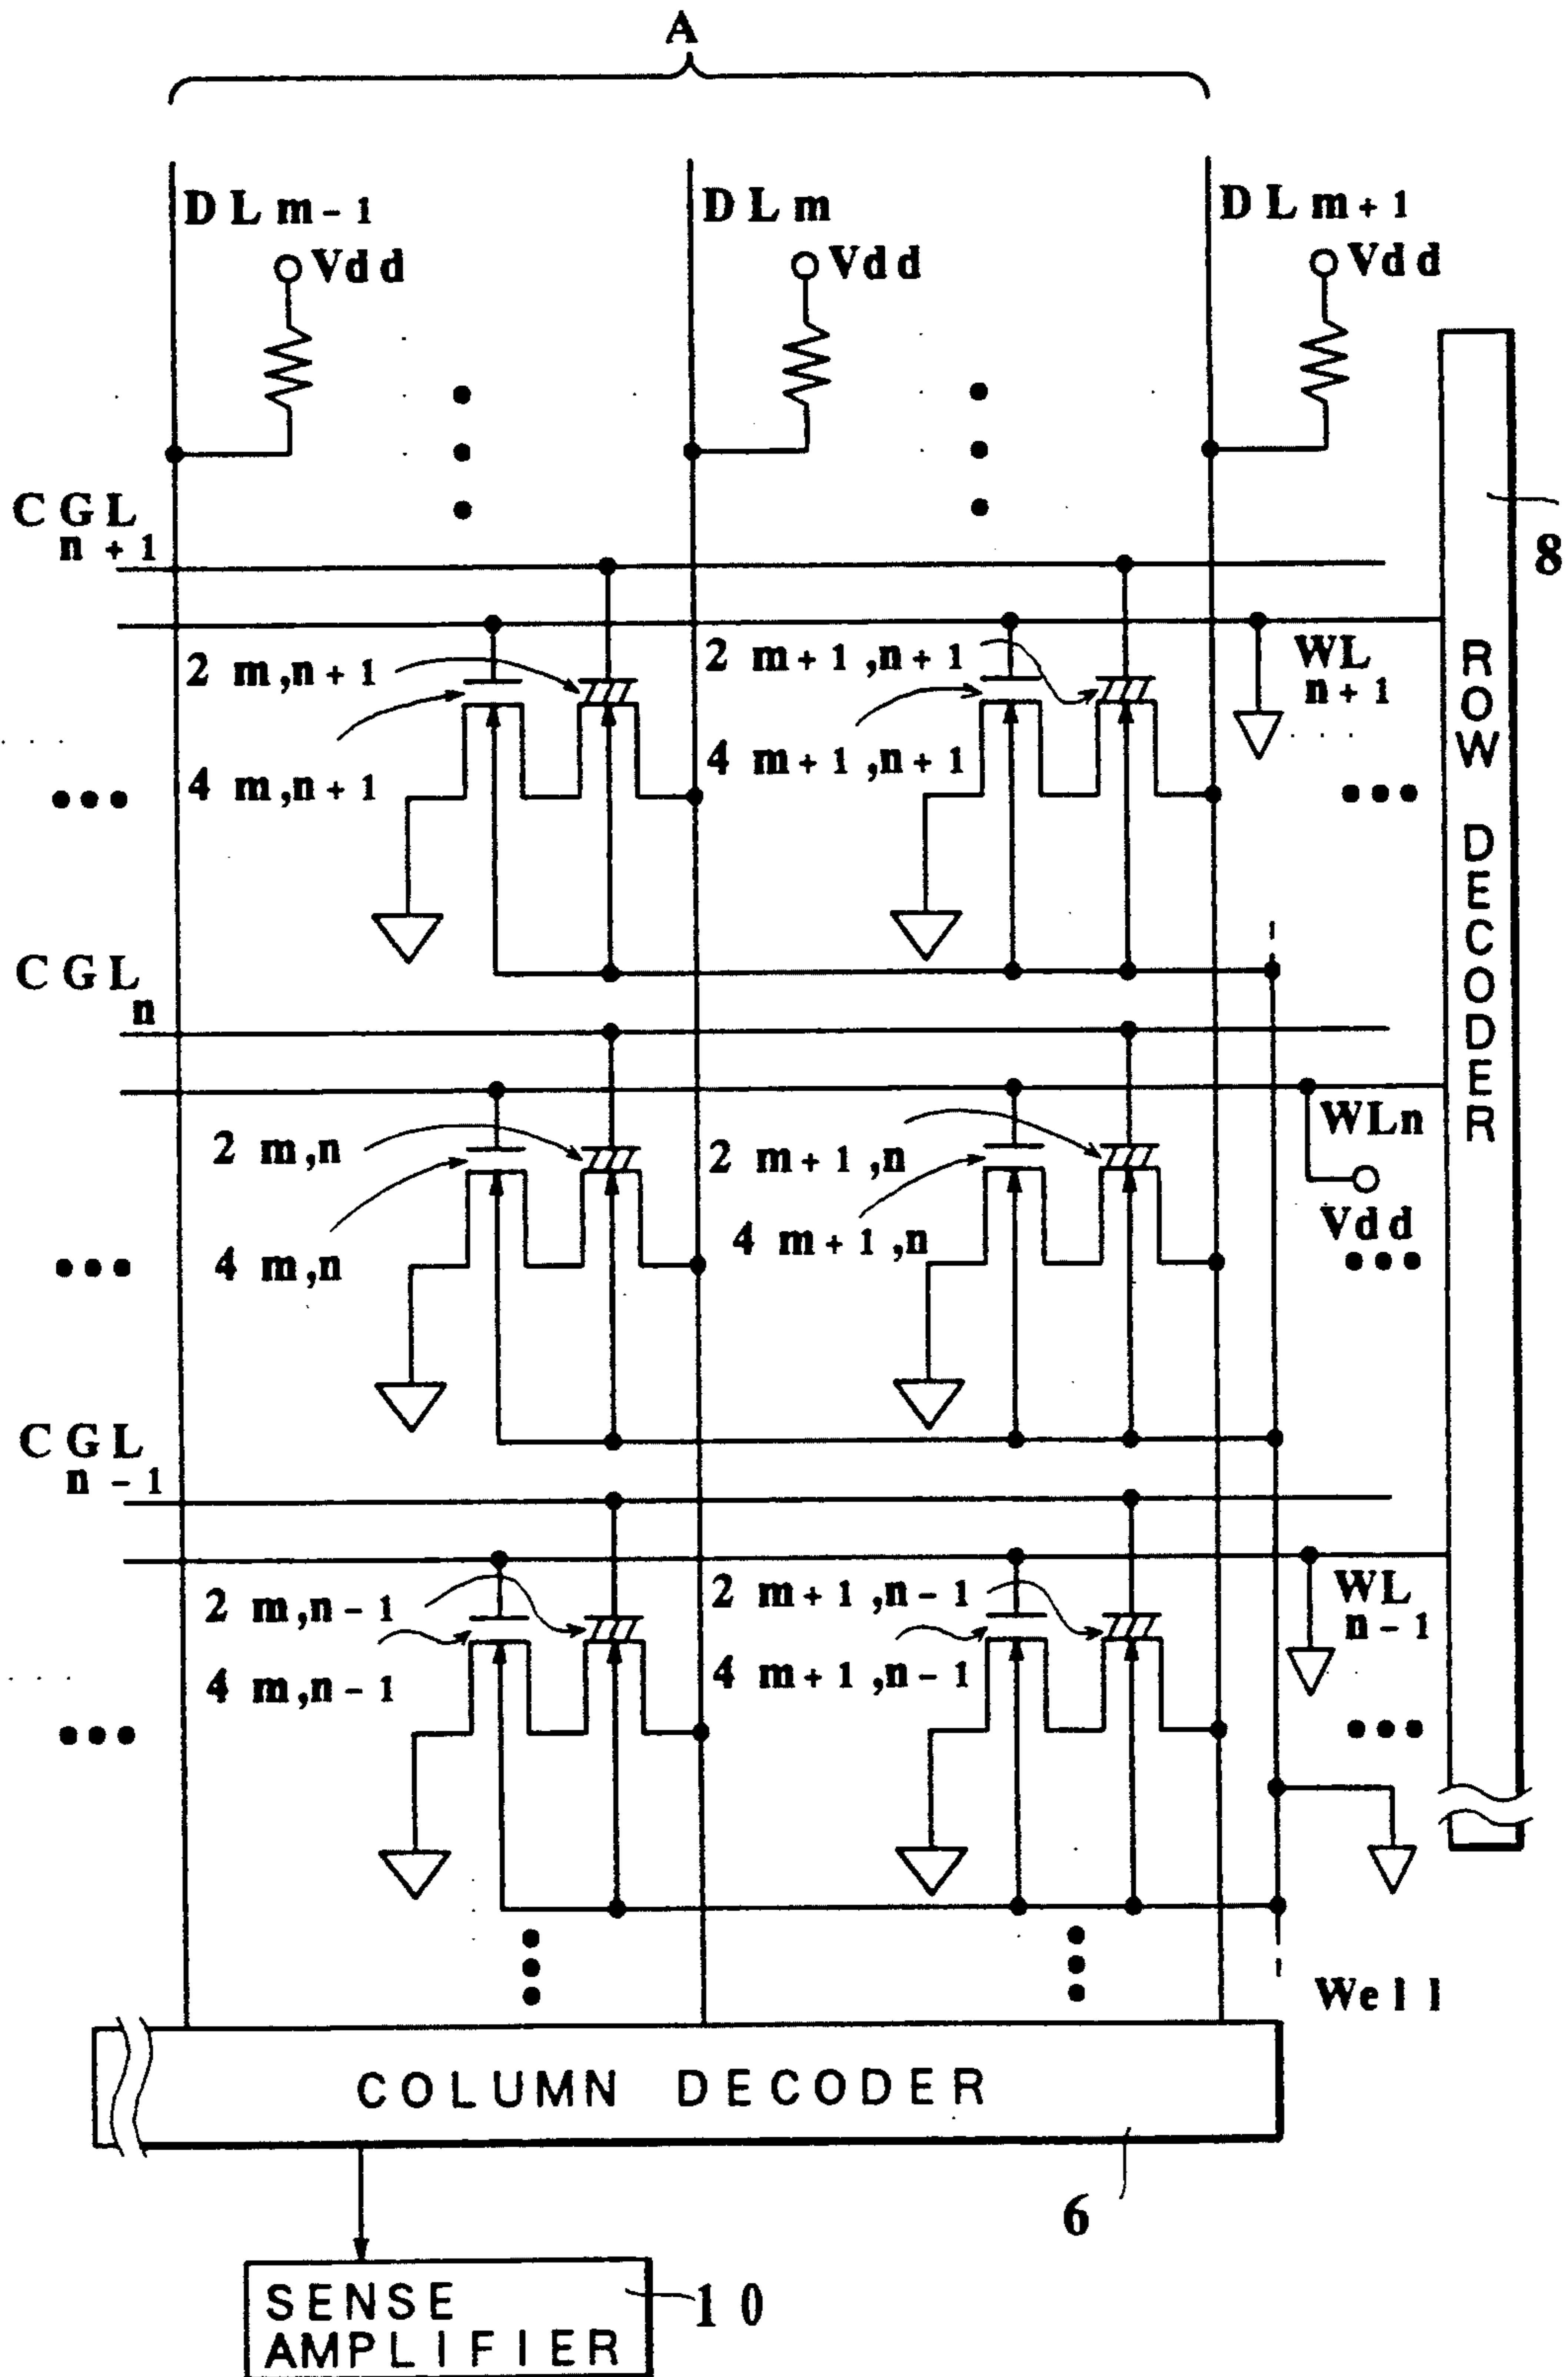 A
DLm-1 DLm DLm+1
Vdd Vdd Vdd
CGL
n+1
8
2 m,n+1 2 m+1,n+1 WL
n+1
4 m,n+1 4 m+1,n+1
ROW DECODER
CGL
n
2 m,n 2 m+1,n WLn
4 m,n 4 m+1,n Vdd
CGL
n-1
2 m,n-1 2 m+1,n-1 WL
n-1
4 m,n-1 4 m+1,n-1
Well
COLUMN DECODER
6
SENSE
AMPLIFIER
10